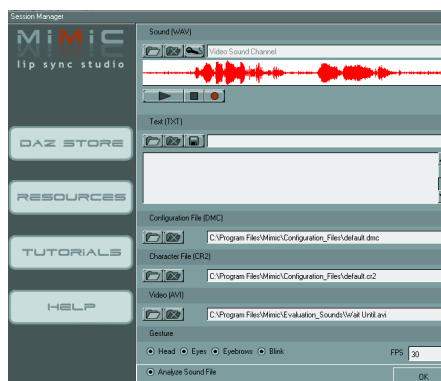 Session Manager
MiMiC
lip sync studio
DAZ STORE
RESOURCES
TUTORIALS
HELP
Sound (WAV)
Video Sound Channel
Text (TXT)
Configuration File (DMC)
C:\Program Files\Mimic\Configuration_Files\default.dmc
Character File (CR2)
C:\Program Files\Mimic\Configuration_Files\default.cr2
Video (AVI)
C:\Program Files\Mimic\Evaluation_Sounds\Wait Until.avi
Gesture
Head Eyes Eyebrows Blink FPS 30
Analyze Sound File
OK